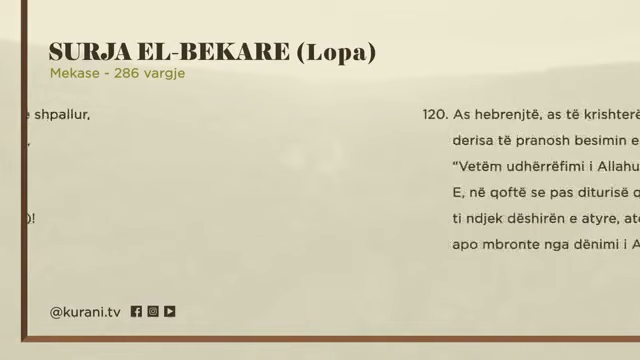 SURJA EL-BEKARE (Lopa)
Mekase - 286 vargje
shpallur,
)!
120. As hebrenjtë, as të krishterë
derisa të pranosh besimin e
“Vetëm udhërrëfimi i Allahu
E, në qoftë se pas diturisë q
ti ndjek dëshirën e atyre, ato
apo mbronte nga dënimi i A
@kurani.tv